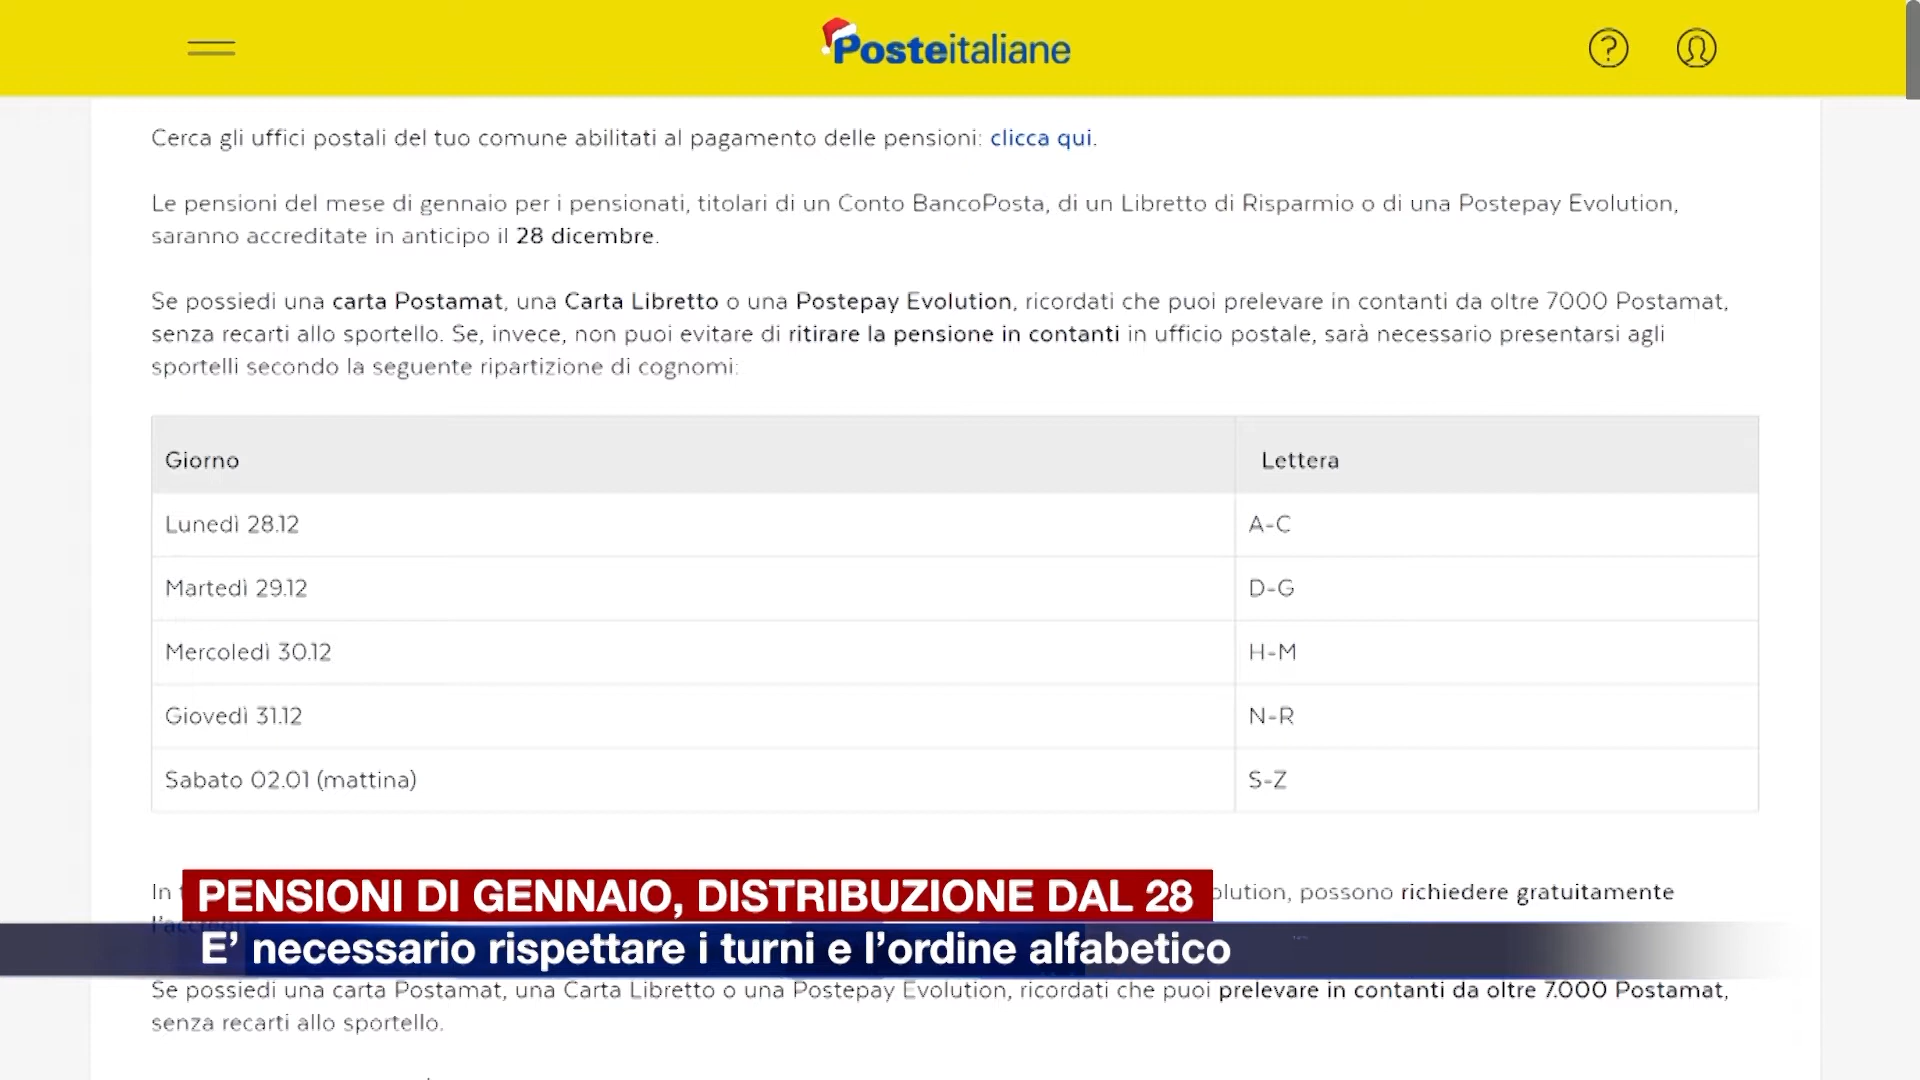 Posteitaliane
Cerca gli uffici postali del tuo comune abilitati al pagamento delle pensioni: clicca qui.
Le pensioni del mese di gennaio per i pensionati, titolari di un Conto BancoPosta, di un Libretto di Risparmio o di una Postepay Evolution,
saranno accreditate in anticipo il 28 dicembre.
Se possiedi una carta Postamat, una Carta Libretto o una Postepay Evolution, ricordati che puoi prelevare in contanti da oltre 7000 Postamat,
senza recarti allo sportello. Se, invece, non puoi evitare di ritirare la pensione in contanti in ufficio postale, sarà necessario presentarsi agli
sportelli secondo la seguente ripartizione di cognomi:
Giorno Lettera
Lunedì 28.12 A-C
Martedì 29.12 D-G
Mercoledì 30.12 H-M
Giovedì 31.12 N-R
Sabato 02.01 (mattina) S-Z
In olution, possono richiedere gratuitamente
PENSIONI DI GENNAIO, DISTRIBUZIONE DAL 28
E' necessario rispettare i turni e l'ordine alfabetico
Se possiedi una carta Postamat, una Carta Libretto o una Postepay Evolution, ricordati che puoi prelevare in contanti da oltre 7.000 Postamat,
senza recarti allo sportello.